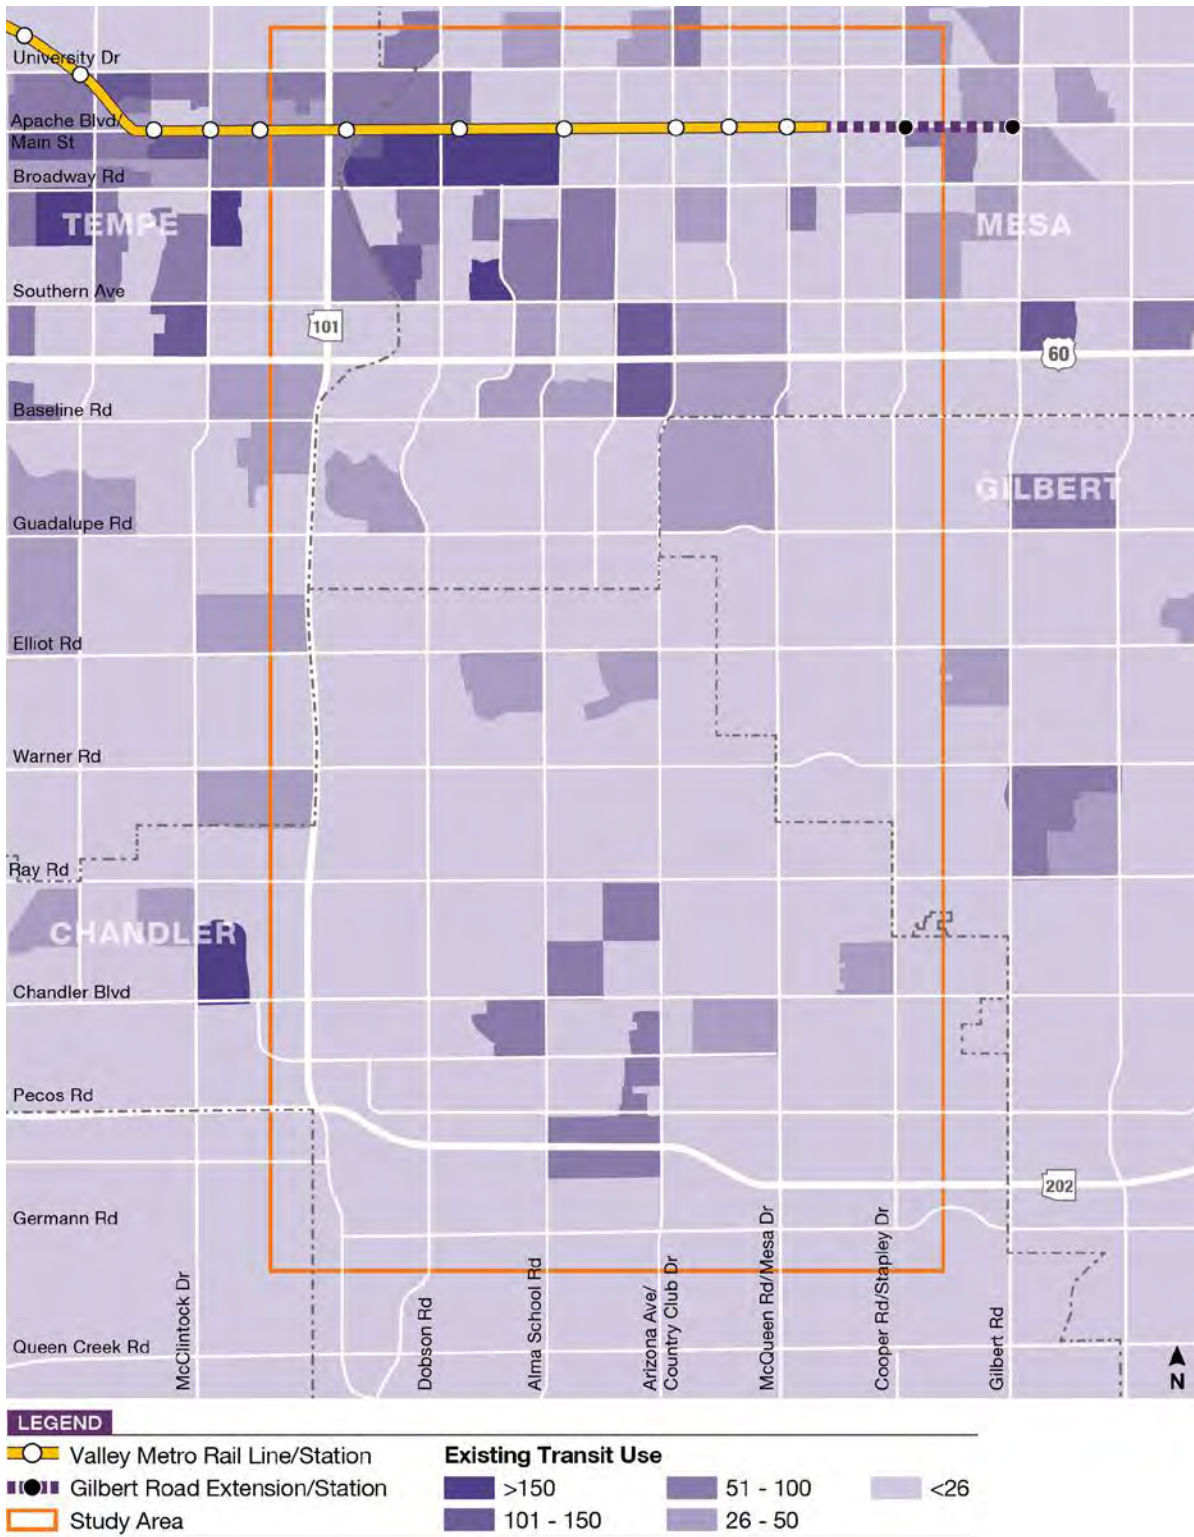 University Dr
Apache Blvd/
Main St
Broadway Rd
TEMPE
MESA
Southern Ave
101
60
Baseline Rd
GILBERT
Guadalupe Rd
Elliot Rd
Warner Rd
Ray Rd
CHANDLER
Chandler Blvd
Pecos Rd
202
Germann Rd
McClintock Dr
Dobson Rd
Alma School Rd
Arizona Ave/
Country Club Dr
McQueen Rd/Mesa Dr
Cooper Rd/Stapley Dr
Gilbert Rd
Queen Creek Rd
N
LEGEND
Valley Metro Rail Line/Station
Gilbert Road Extension/Station
Study Area
Existing Transit Use
>150
101 - 150
51 - 100
26 - 50
<26